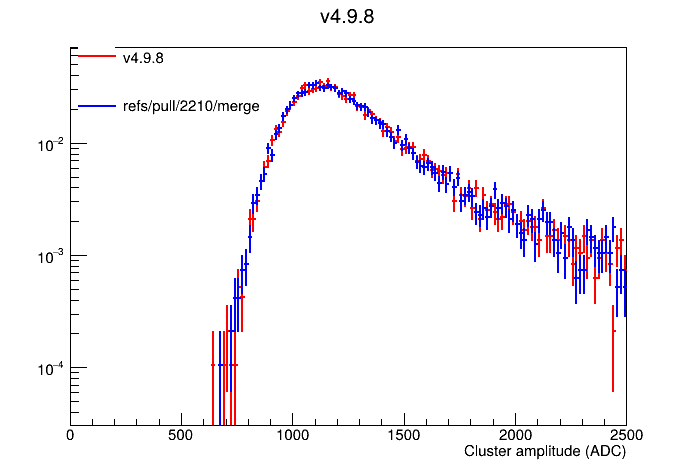 v4.9.8
v4.9.8
refs/pull/2210/merge
10⁻²
10⁻³
10⁻⁴
0 500 1000 1500 2000 2500
Cluster amplitude (ADC)